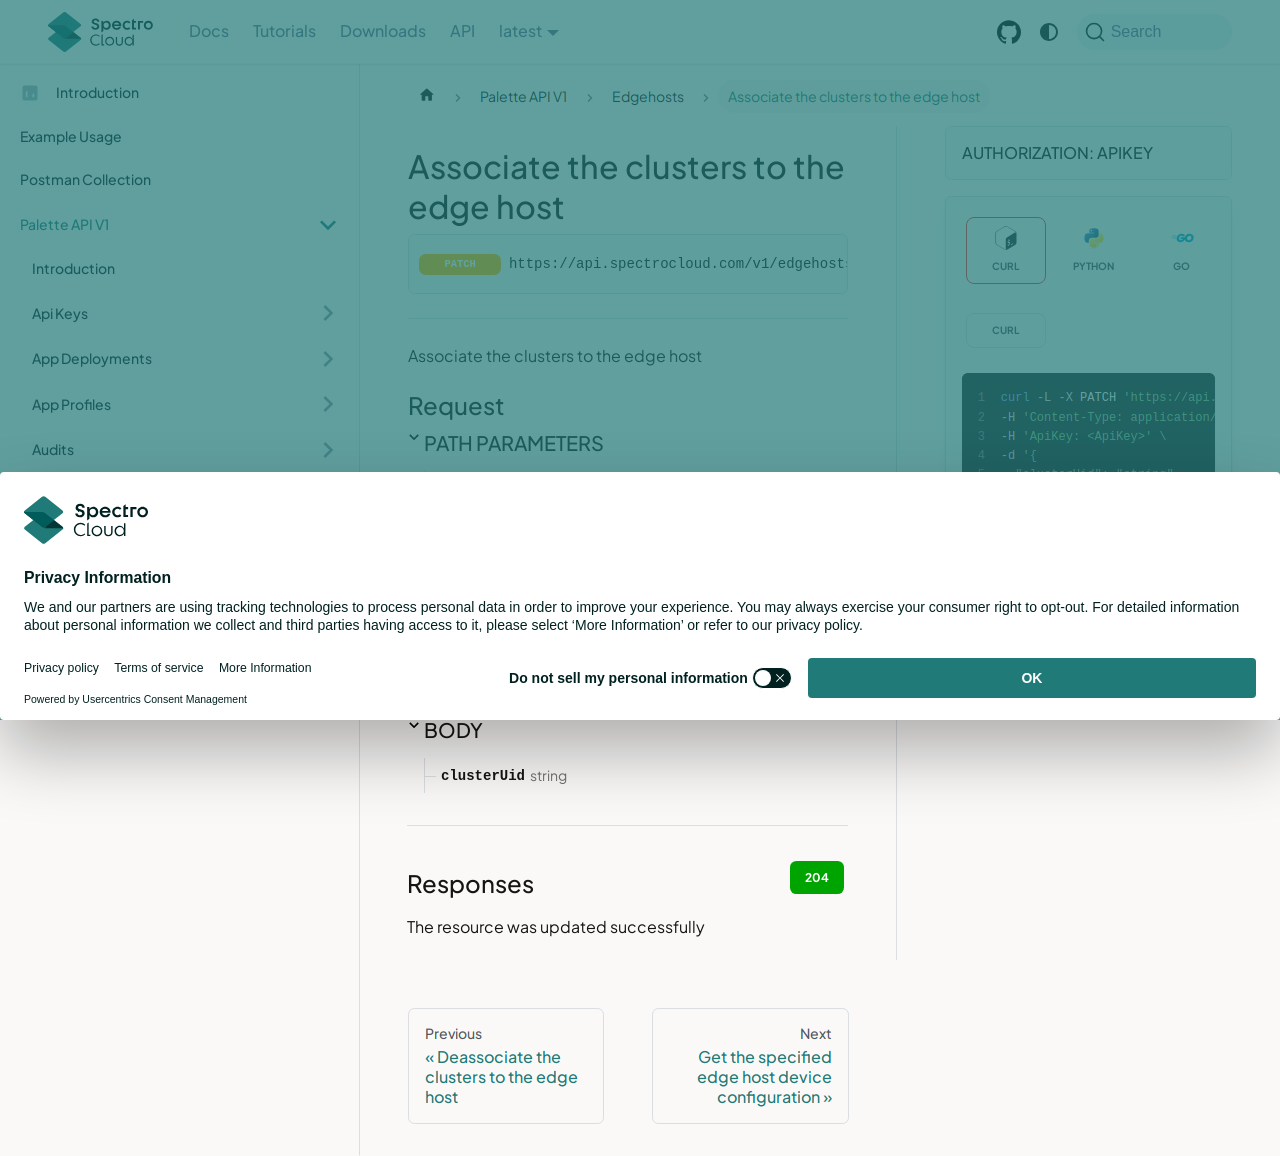 Spectro Cloud
Docs
Tutorials
Downloads
API
latest
Search
Introduction
Example Usage
Postman Collection
Palette API V1
Introduction
Api Keys
App Deployments
App Profiles
Audits
Palette API V1
Edgehosts
Associate the clusters to the edge host
Associate the clusters to the
edge host
PATCH https://api.spectrocloud.com/v1/edgehosts
Associate the clusters to the edge host
Request
PATH PARAMETERS
AUTHORIZATION: APIKEY
CURL
PYTHON
GO
CURL
1 curl -L -X PATCH 'https://api.
2 -H 'Content-Type: application/
3 -H 'ApiKey: <ApiKey>' \
4 -d '{
5 "clusterUid": "string"
Spectro
Cloud
Privacy Information
We and our partners are using tracking technologies to process personal data in order to improve your experience. You may always exercise your consumer right to opt-out. For detailed information
about personal information we collect and third parties having access to it, please select ‘More Information’ or refer to our privacy policy.
Privacy policy
Terms of service
More Information
Powered by Usercentrics Consent Management
Do not sell my personal information
OK
BODY
clusterUid string
Responses
204
The resource was updated successfully
Previous
« Deassociate the
clusters to the edge
host
Next
Get the specified
edge host device
configuration »